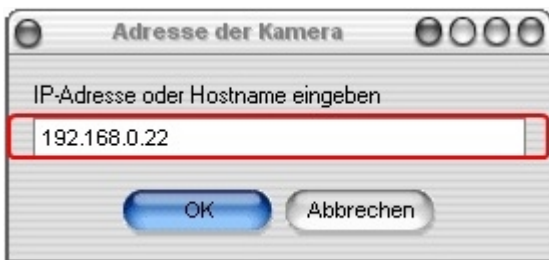 Adresse der Kamera
IP-Adresse oder Hostname eingeben
192.168.0.22
OK
Abbrechen